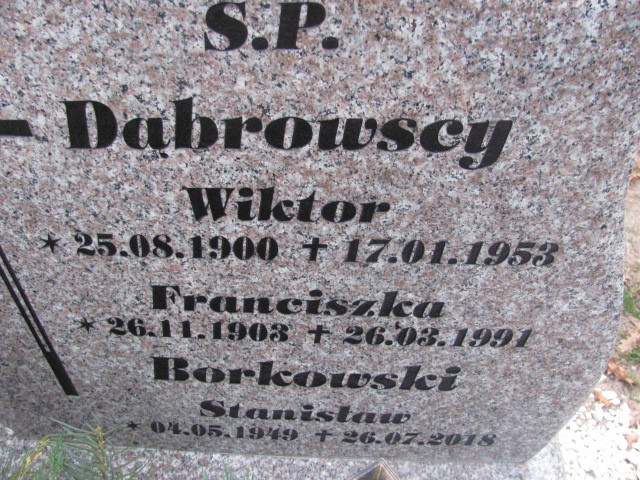 S.P.
Dąbrowscy
Wiktor
* 25.08.1900 + 17.01.1953
Franciszka
* 26.11.1903 + 26.03.1991
Borkowski
Stanisław
* 04.05.1949 + 26.07.2018